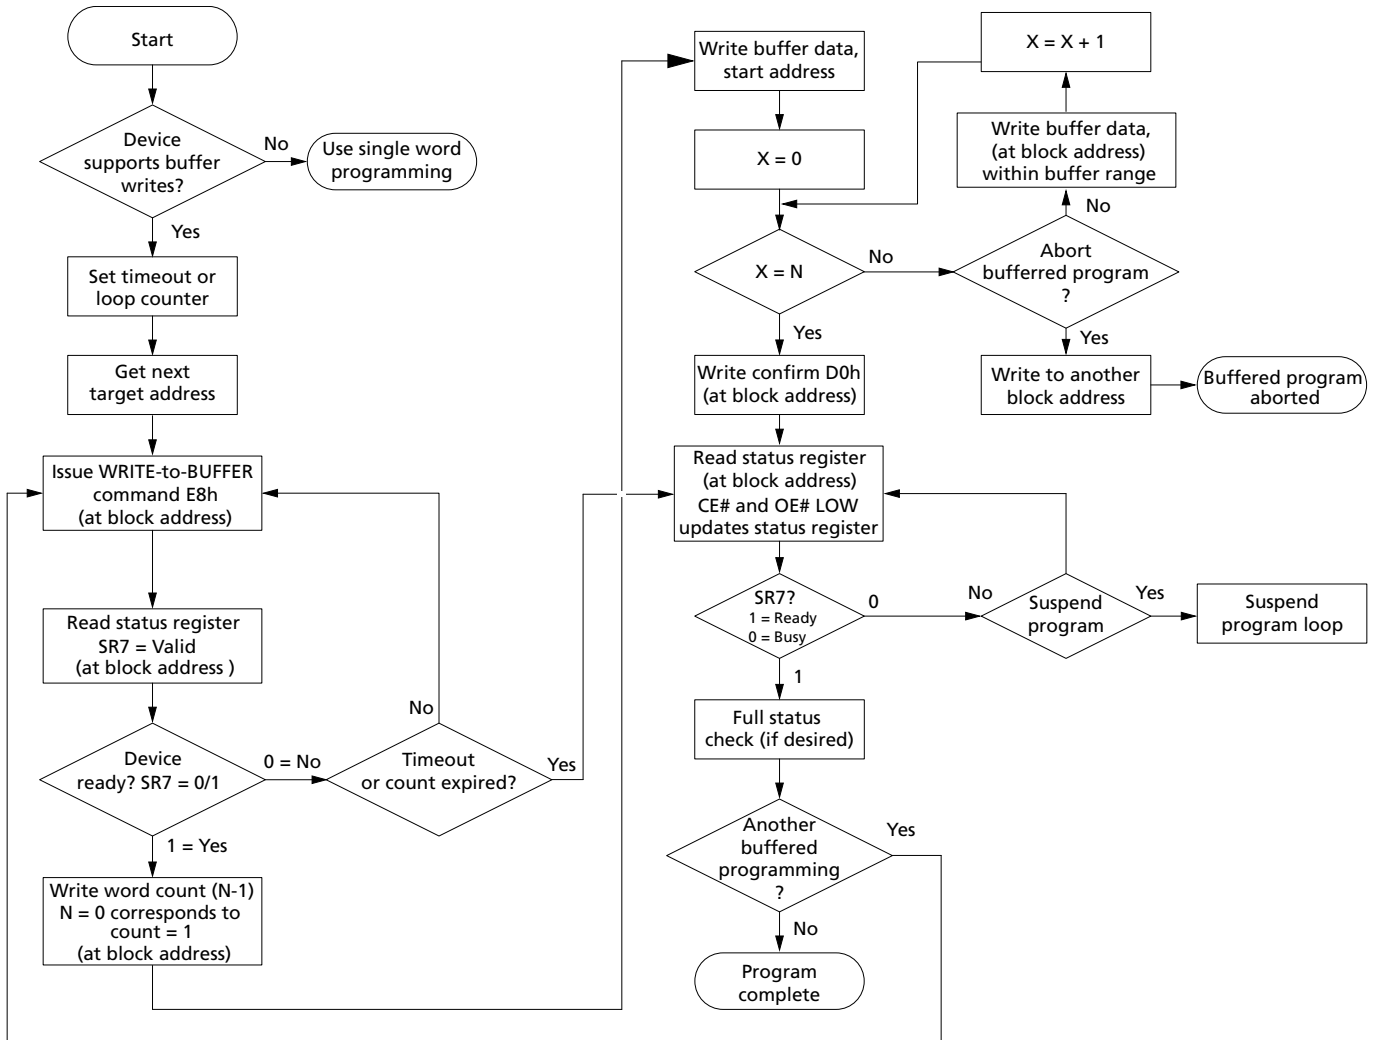 Start
Device
supports buffer
writes?
No
Use single word
programming
Yes
Set timeout or
loop counter
Get next
target address
Issue WRITE-to-BUFFER
command E8h
(at block address)
Read status register
SR7 = Valid
(at block address )
Device
ready? SR7 = 0/1
0 = No
No
Timeout
or count expired?
Yes
1 = Yes
Write word count (N-1)
N = 0 corresponds to
count = 1
(at block address)
Write buffer data,
start address
X = 0
X = X + 1
Write buffer data,
(at block address)
within buffer range
No
X = N
No
Abort
bufferred program
?
Yes
Yes
Write confirm D0h
(at block address)
Write to another
block address
Buffered program
aborted
Read status register
(at block address)
CE# and OE# LOW
updates status register
SR7?
1 = Ready
0 = Busy
0
No
Suspend
program
Yes
Suspend
program loop
1
Full status
check (if desired)
Another
buffered
programming
?
Yes
No
Program
complete